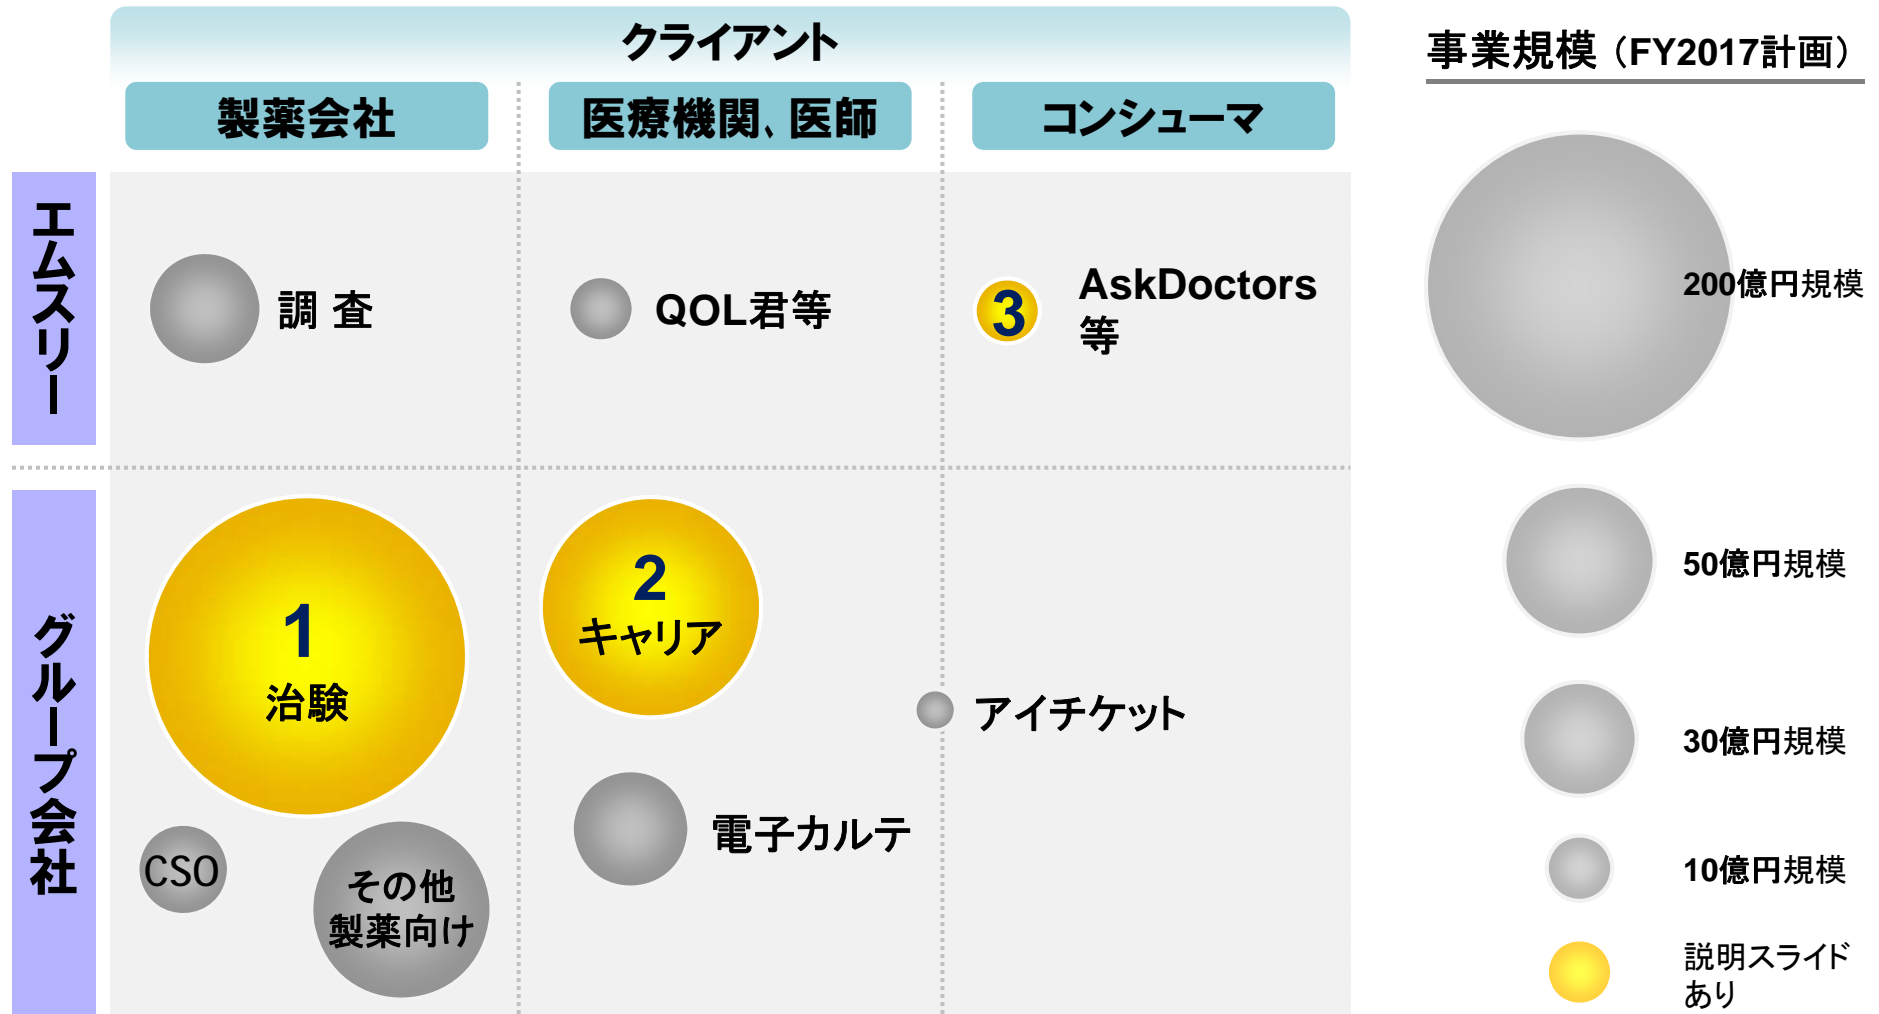 クライアント
製薬会社
医療機関、医師
コンシューマ
エムスリー
調 査
QOL君等
3
AskDoctors
等
グループ会社
1
治験
2
キャリア
アイチケット
電子カルテ
CSO
その他
製薬向け
事業規模（FY2017計画）
200億円規模
50億円規模
30億円規模
10億円規模
説明スライド
あり